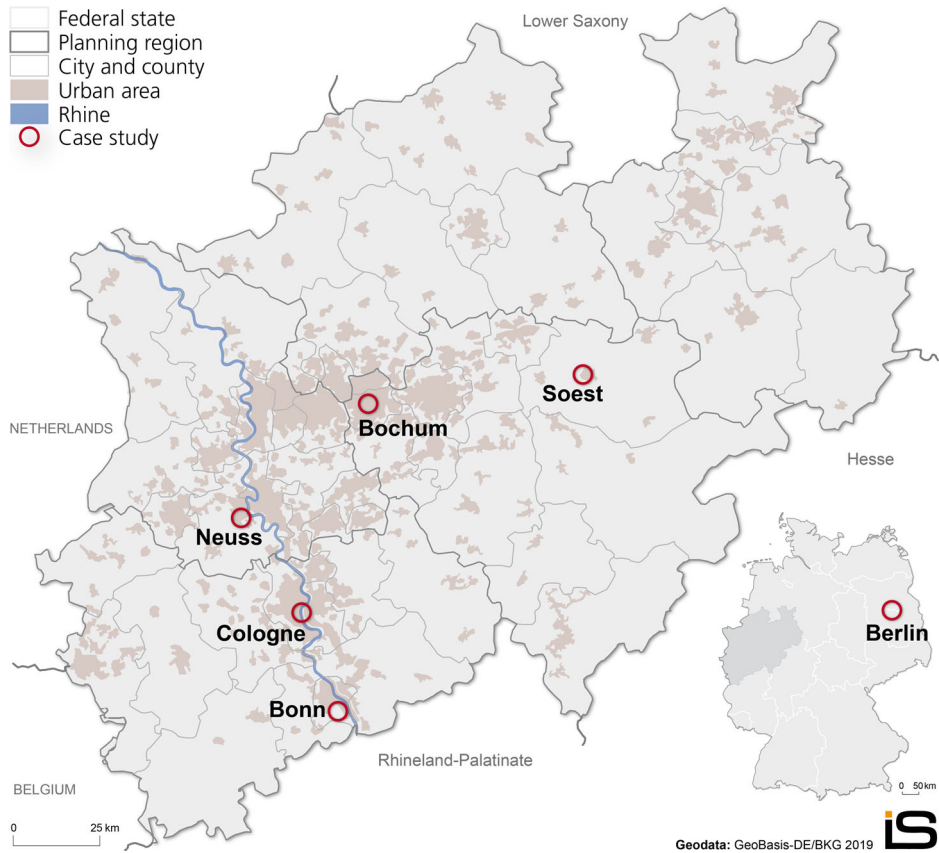 Federal state
Planning region
City and county
Urban area
Rhine
Case study
Lower Saxony
NETHERLANDS
Soest
Bochum
Hesse
Neuss
Cologne
Berlin
Bonn
Rhineland-Palatinate
BELGIUM
0 50 km
0 25 km
Geodata: GeoBasis-DE/BKG 2019
iS